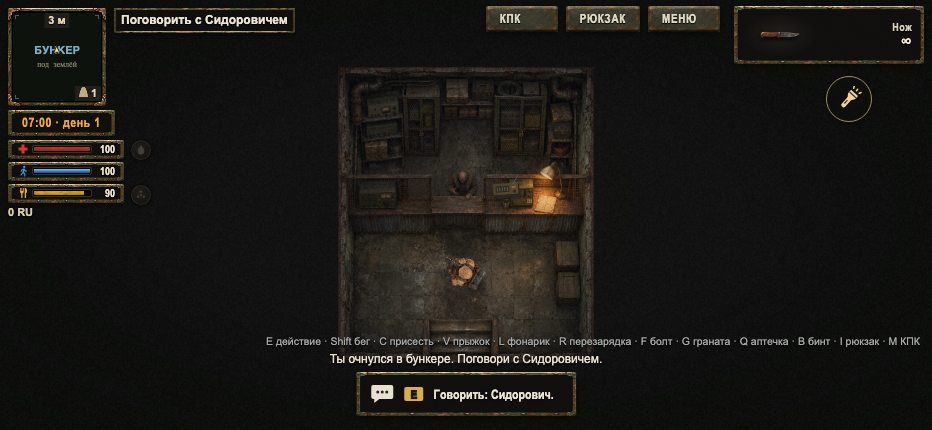 3 м
БУНКЕР
под землёй
1
Поговорить с Сидоровичем
КПК
РЮКЗАК
МЕНЮ
Нож
∞
07:00 · день 1
100
100
90
0 RU
E действие · Shift бег · C присесть · V прыжок · L фонарик · R перезарядка · F болт · G граната · Q аптечка · B бинт · I рюкзак · M КПК
Ты очнулся в бункере. Поговори с Сидоровичем.
E Говорить: Сидорович.